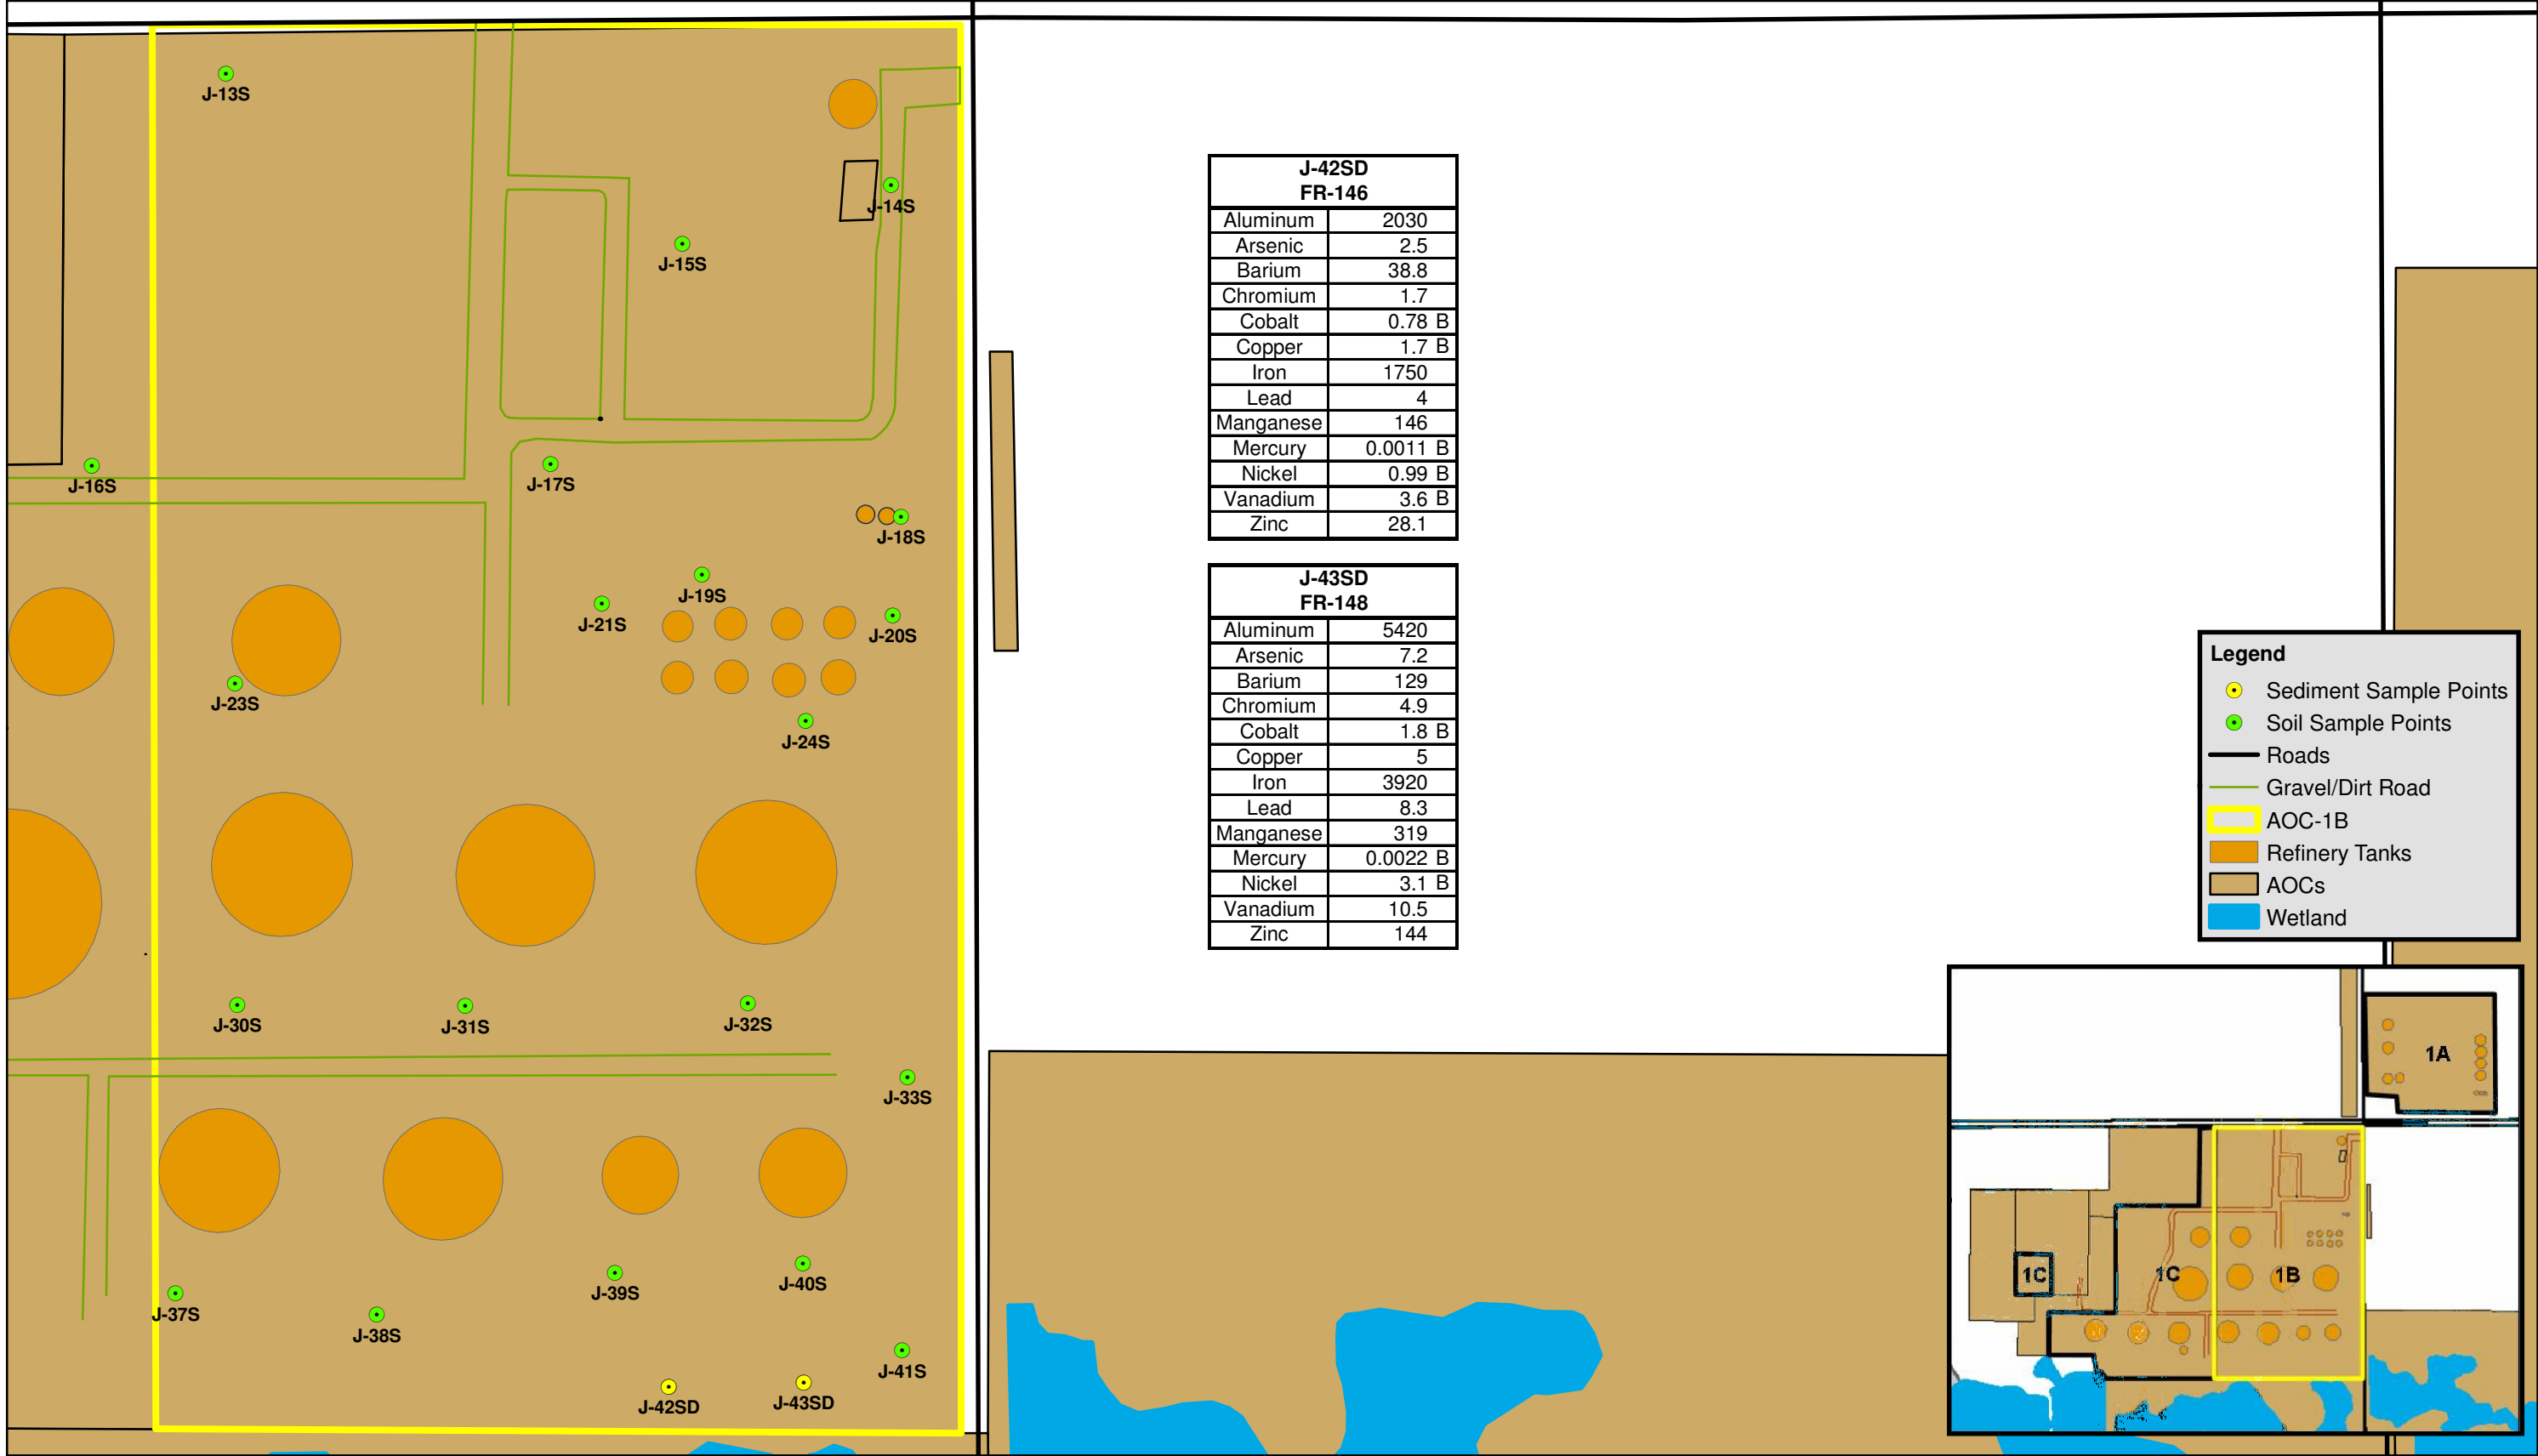 J-13S
J-14S
J-15S
J-16S
J-17S
J-18S
J-19S
J-21S
J-20S
J-23S
J-24S
J-30S
J-31S
J-32S
J-33S
J-37S
J-38S
J-39S
J-40S
J-41S
J-42SD
J-43SD
J-42SD
FR-146
Aluminum 2030
Arsenic 2.5
Barium 38.8
Chromium 1.7
Cobalt 0.78 B
Copper 1.7 B
Iron 1750
Lead 4
Manganese 146
Mercury 0.0011 B
Nickel 0.99 B
Vanadium 3.6 B
Zinc 28.1
J-43SD
FR-148
Aluminum 5420
Arsenic 7.2
Barium 129
Chromium 4.9
Cobalt 1.8 B
Copper 5
Iron 3920
Lead 8.3
Manganese 319
Mercury 0.0022 B
Nickel 3.1 B
Vanadium 10.5
Zinc 144
Legend
Sediment Sample Points
Soil Sample Points
Roads
Gravel/Dirt Road
AOC-1B
Refinery Tanks
AOCs
Wetland
1A
1C
1C
1B